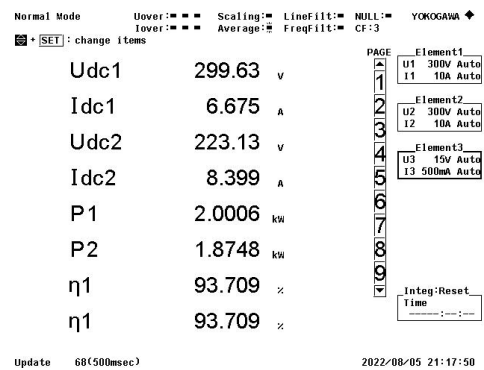 Normal Mode Uover: Scaling: LineFilt: NULL: YOKOGAWA
Iover: Average: FreqFilt: CF:3
+ SET : change items
PAGE
Udc1 299.63 V
Idc1 6.675 A
Udc2 223.13 V
Idc2 8.399 A
P1 2.0006 kW
P2 1.8748 kW
η1 93.709 %
η1 93.709 %
1
2
3
4
5
6
7
8
9
Element1
U1 300V Auto
I1 10A Auto
Element2
U2 300V Auto
I2 10A Auto
Element3
U3 15V Auto
I3 500mA Auto
Integ:Reset
Time
-----:--:--
Update 68(500msec) 2022/08/05 21:17:50